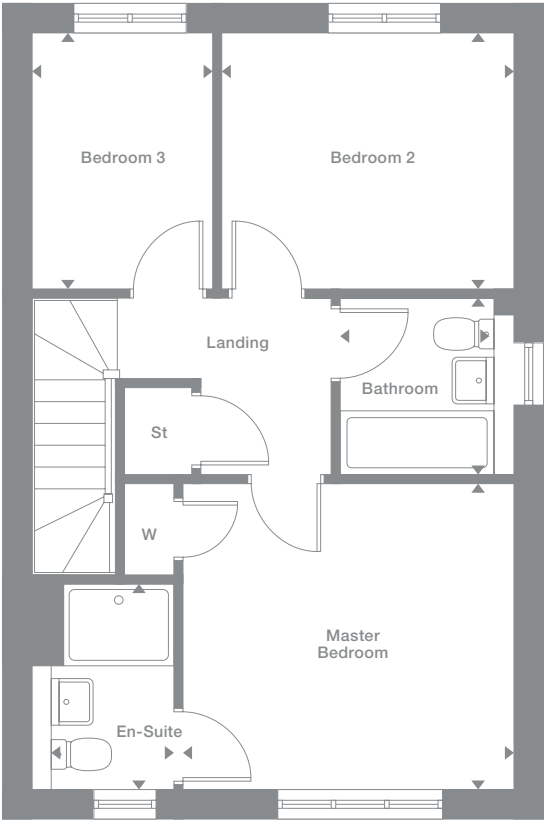 Bedroom 3
Bedroom 2
Landing
Bathroom
St
W
Master
Bedroom
En-Suite